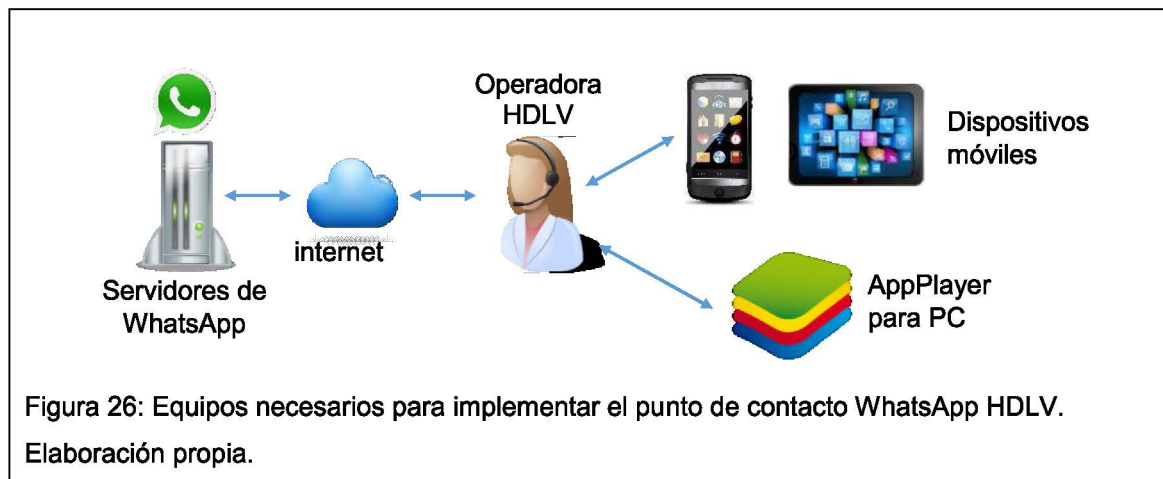 Operadora
HDLV
Dispositivos
móviles
internet
Servidores de
WhatsApp
AppPlayer
para PC
Figura 26: Equipos necesarios para implementar el punto de contacto WhatsApp HDLV.
Elaboración propia.